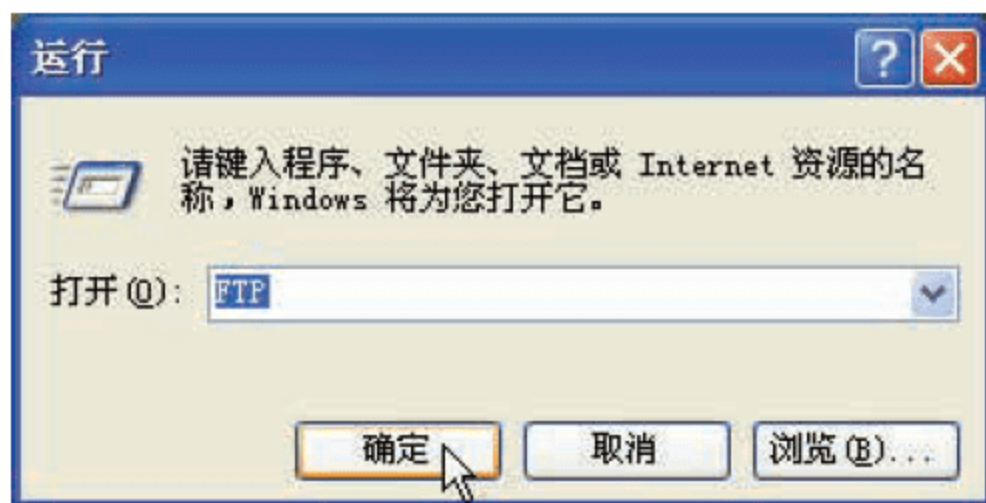 运行
请键入程序、文件夹、文档或 Internet 资源的名
称，Windows 将为您打开它。
打开(O): FTP
确定 取消 浏览(B)...